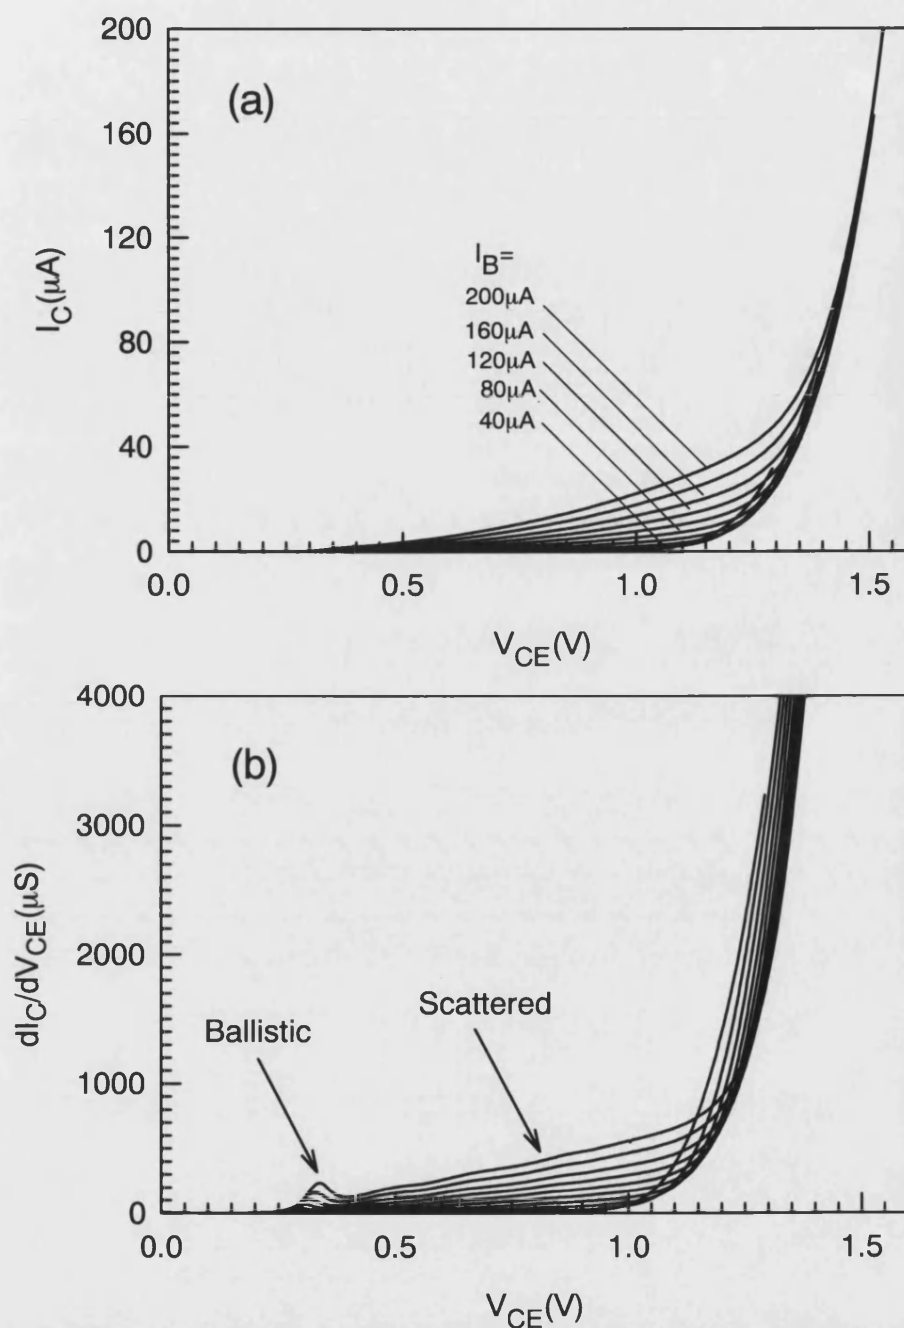 200
(a)
160
120
I_B=
200µA
I_C(µA)
80
160µA
120µA
80µA
40
40µA
0
0.0
0.5
1.0
1.5
V_CE(V)
4000
(b)
3000
dI_C/dV_CE(µS)
2000
Scattered
Ballistic
1000
0
0.0
0.5
1.0
1.5
V_CE(V)